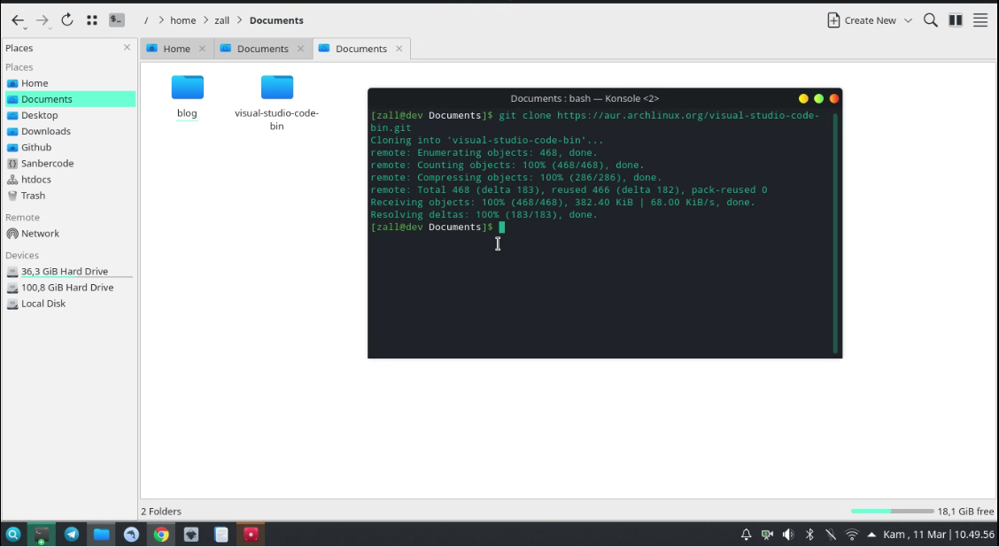 / > home > zall > Documents
Create New
Places
Home
Documents
Documents
Places
Home
Documents
Desktop
Downloads
Github
Sanbercode
htdocs
Trash
Remote
Network
Devices
36,3 GiB Hard Drive
100,8 GiB Hard Drive
Local Disk
blog
visual-studio-code-
bin
Documents : bash — Konsole <2>
[zall@dev Documents]$ git clone https://aur.archlinux.org/visual-studio-code-
bin.git
Cloning into 'visual-studio-code-bin'...
remote: Enumerating objects: 468, done.
remote: Counting objects: 100% (468/468), done.
remote: Compressing objects: 100% (286/286), done.
remote: Total 468 (delta 183), reused 466 (delta 182), pack-reused 0
Receiving objects: 100% (468/468), 382.40 KiB | 68.00 KiB/s, done.
Resolving deltas: 100% (183/183), done.
[zall@dev Documents]$
2 Folders
18,1 GiB free
Kam , 11 Mar | 10.49.56